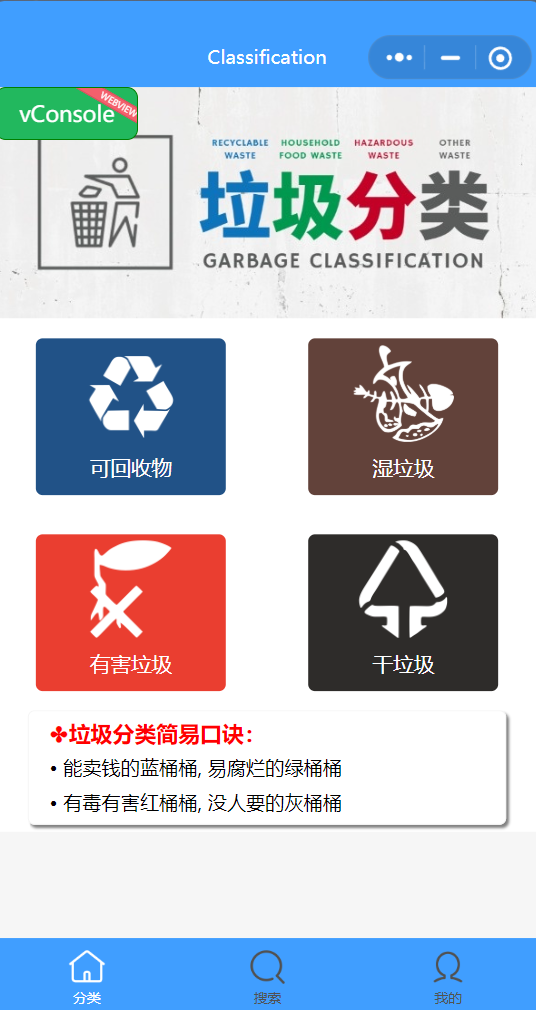 Classification
vConsole
WEBVIEW
RECYCLABLE WASTE
HOUSEHOLD FOOD WASTE
HAZARDOUS WASTE
OTHER WASTE
垃圾分类
GARBAGE CLASSIFICATION
可回收物
湿垃圾
有害垃圾
干垃圾
✤垃圾分类简易口诀：
• 能卖钱的蓝桶桶, 易腐烂的绿桶桶
• 有毒有害红桶桶, 没人要的灰桶桶
分类
搜索
我的